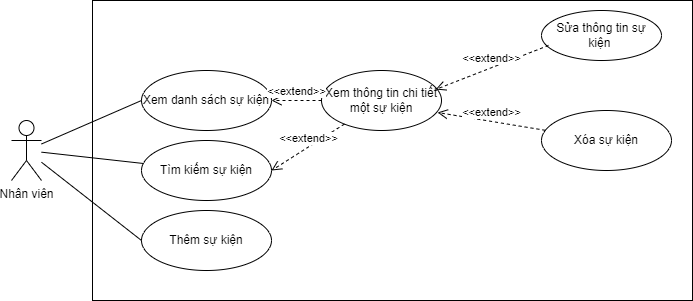 Sửa thông tin sự
kiện
<<extend>>
Xem danh sách sự kiện
<<extend>>
Xem thông tin chi tiết
một sự kiện
<<extend>>
<<extend>>
Xóa sự kiện
Tìm kiếm sự kiện
Nhân viên
Thêm sự kiện